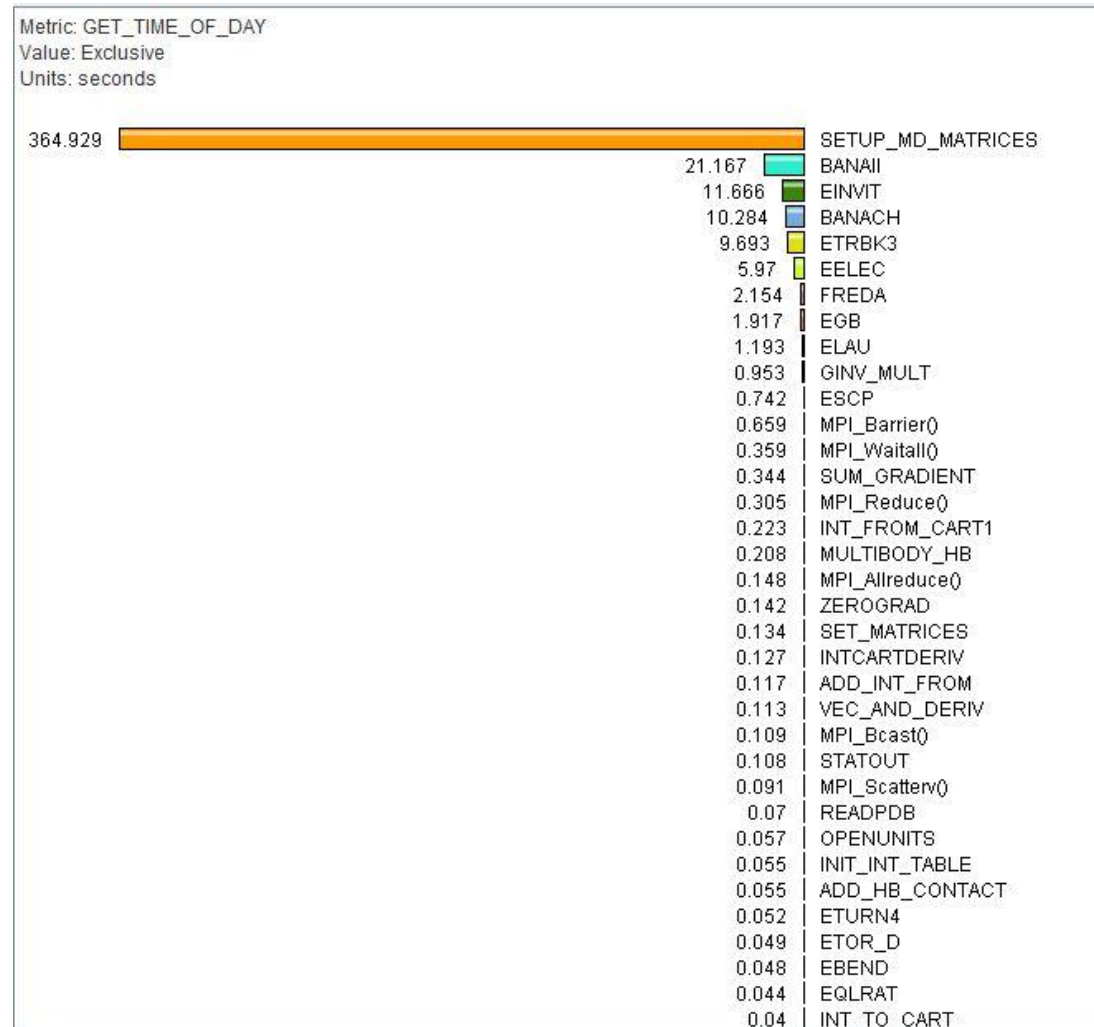 Metric: GET_TIME_OF_DAY
Value: Exclusive
Units: seconds
364.929 SETUP_MD_MATRICES
21.167 BANAII
11.666 EINVIT
10.284 BANACH
9.693 ETRBK3
5.97 EELEC
2.154 FREDA
1.917 EGB
1.193 ELAU
0.953 GINV_MULT
0.742 ESCP
0.659 MPI_Barrier()
0.359 MPI_Waitall()
0.344 SUM_GRADIENT
0.305 MPI_Reduce()
0.223 INT_FROM_CART1
0.208 MULTIBODY_HB
0.148 MPI_Allreduce()
0.142 ZEROGRAD
0.134 SET_MATRICES
0.127 INTCARTDERIV
0.117 ADD_INT_FROM
0.113 VEC_AND_DERIV
0.109 MPI_Bcast()
0.108 STATOUT
0.091 MPI_Scatterv()
0.07 READPDB
0.057 OPENUNITS
0.055 INIT_INT_TABLE
0.055 ADD_HB_CONTACT
0.052 ETURN4
0.049 ETOR_D
0.048 EBEND
0.044 EQLRAT
0.04 INT_TO_CART